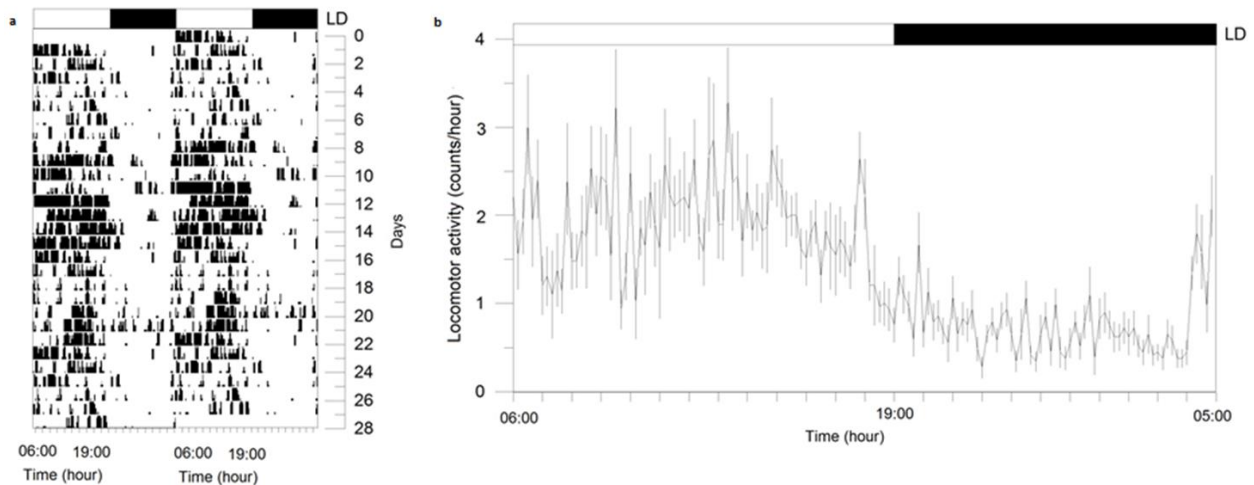 a
LD
0
2
4
6
8
10
12
14
16
18
20
22
24
26
28
Days
06:00 19:00 06:00 19:00
Time (hour) Time (hour)
b
LD
Locomotor activity (counts/hour)
4
3
2
1
0
06:00 19:00 05:00
Time (hour)